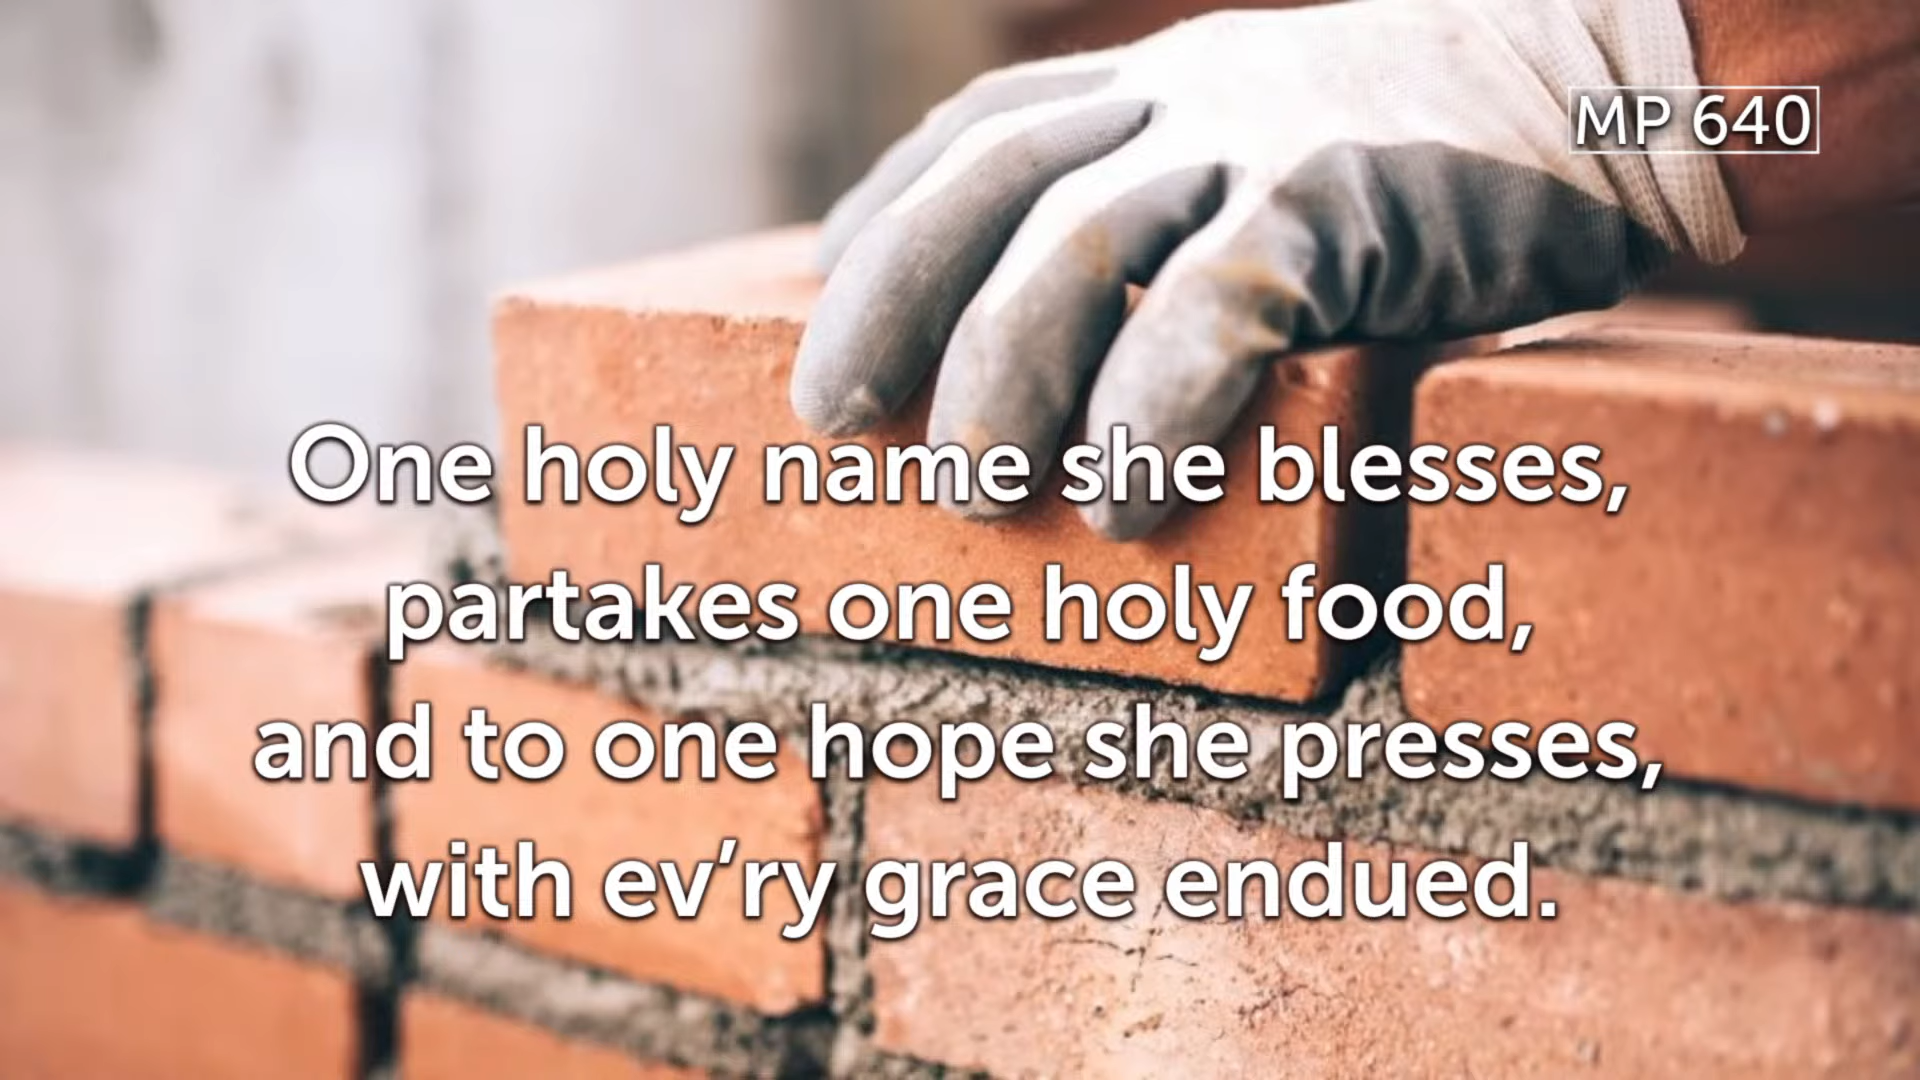 MP 640
One holy name she blesses,
partakes one holy food,
and to one hope she presses,
with ev’ry grace endued.